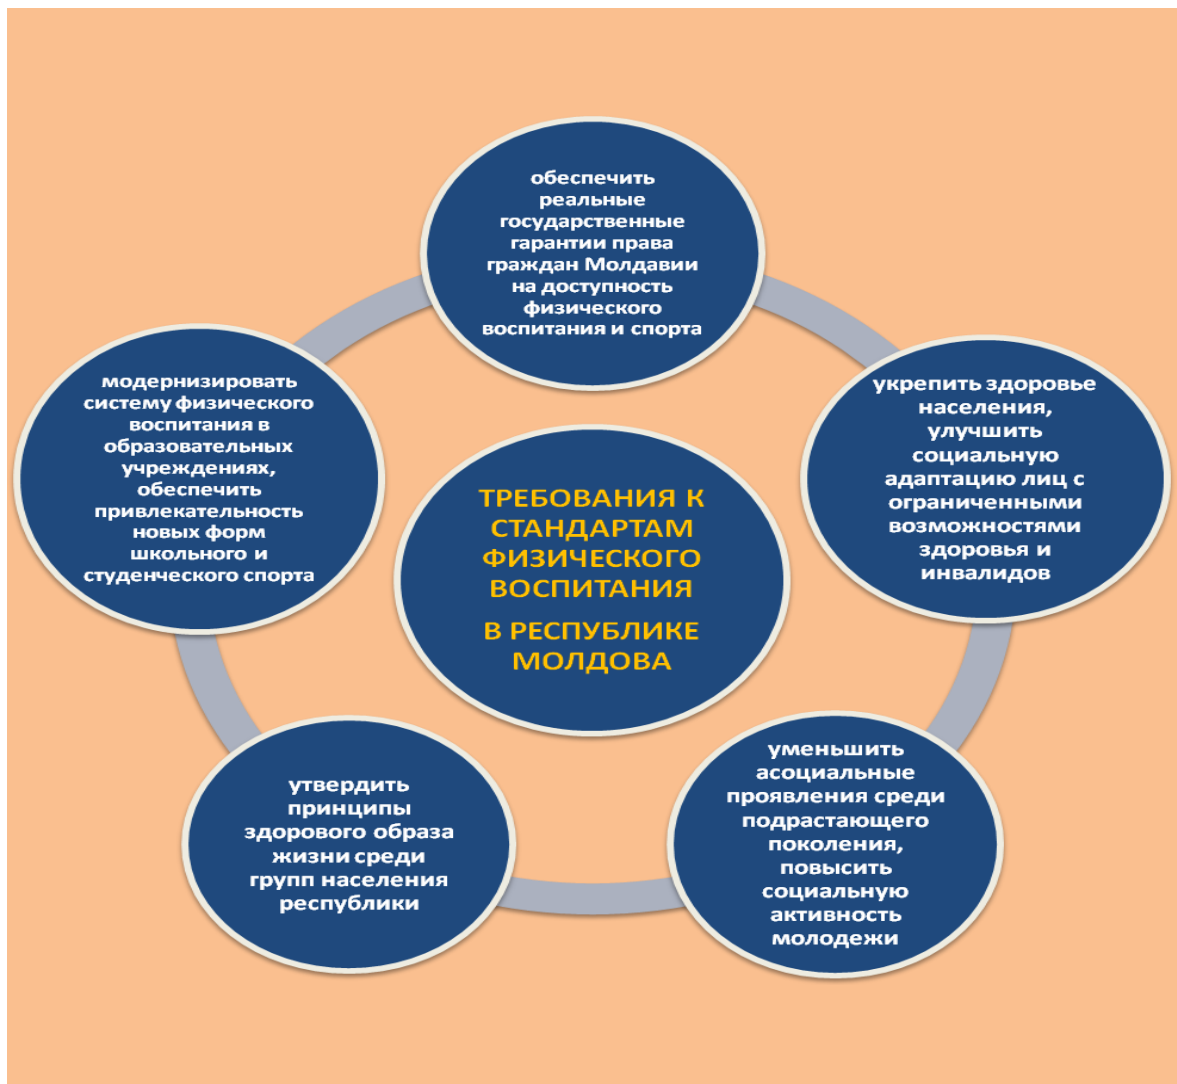 обеспечить
реальные
государственные
гарантии права
граждан Молдавии
на доступность
физического
воспитания и спорта
укрепить здоровье
населения,
улучшить
социальную
адаптацию лиц с
ограниченными
возможностями
здоровья и
инвалидов
уменьшить
асоциальные
проявления среди
подрастающего
поколения,
повысить
социальную
активность
молодежи
утвердить
принципы
здорового образа
жизни среди
групп населения
республики
модернизировать
систему физического
воспитания в
образовательных
учреждениях,
обеспечить
привлекательность
новых форм
школьного и
студенческого спорта
ТРЕБОВАНИЯ К
СТАНДАРТАМ
ФИЗИЧЕСКОГО
ВОСПИТАНИЯ
В РЕСПУБЛИКЕ
МОЛДОВА